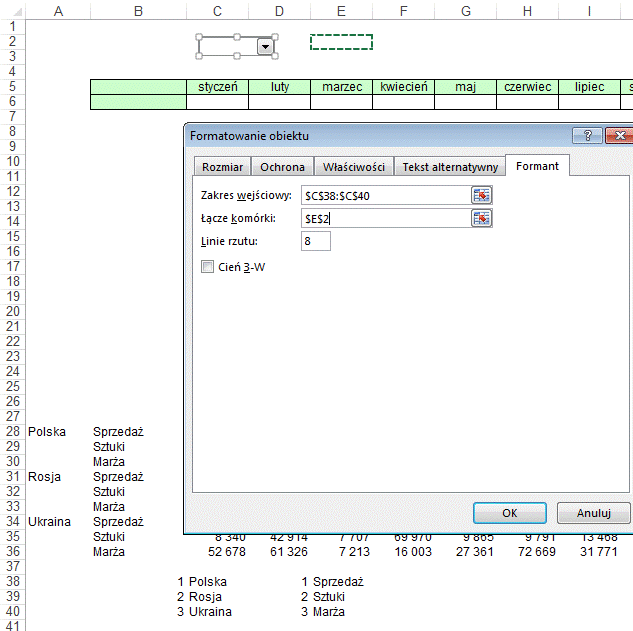 A B C D E F G H I
1
2
3
4
5 styczeń luty marzec kwiecień maj czerwiec lipiec s
6
7
8 Formatowanie obiektu ?
9
10 Rozmiar Ochrona Właściwości Tekst alternatywny Formant
11
12 Zakres wejściowy: $C$38:$C$40
13
14 Łącze komórki: $E$2
15 Linie rzutu: 8
16
17 Cień 3-W
18
19
20
21
22
23
24
25
26
27
28 Polska Sprzedaż
29 Sztuki
30 Marża
31 Rosja Sprzedaż
32 Sztuki
33 Marża OK Anuluj
34 Ukraina Sprzedaż
35 Sztuki 8 340 42 914 7 707 69 970 9 865 9 791 13 468
36 Marża 52 678 61 326 7 213 16 003 27 361 72 669 31 771
37
38 1 Polska 1 Sprzedaż
39 2 Rosja 2 Sztuki
40 3 Ukraina 3 Marża
41